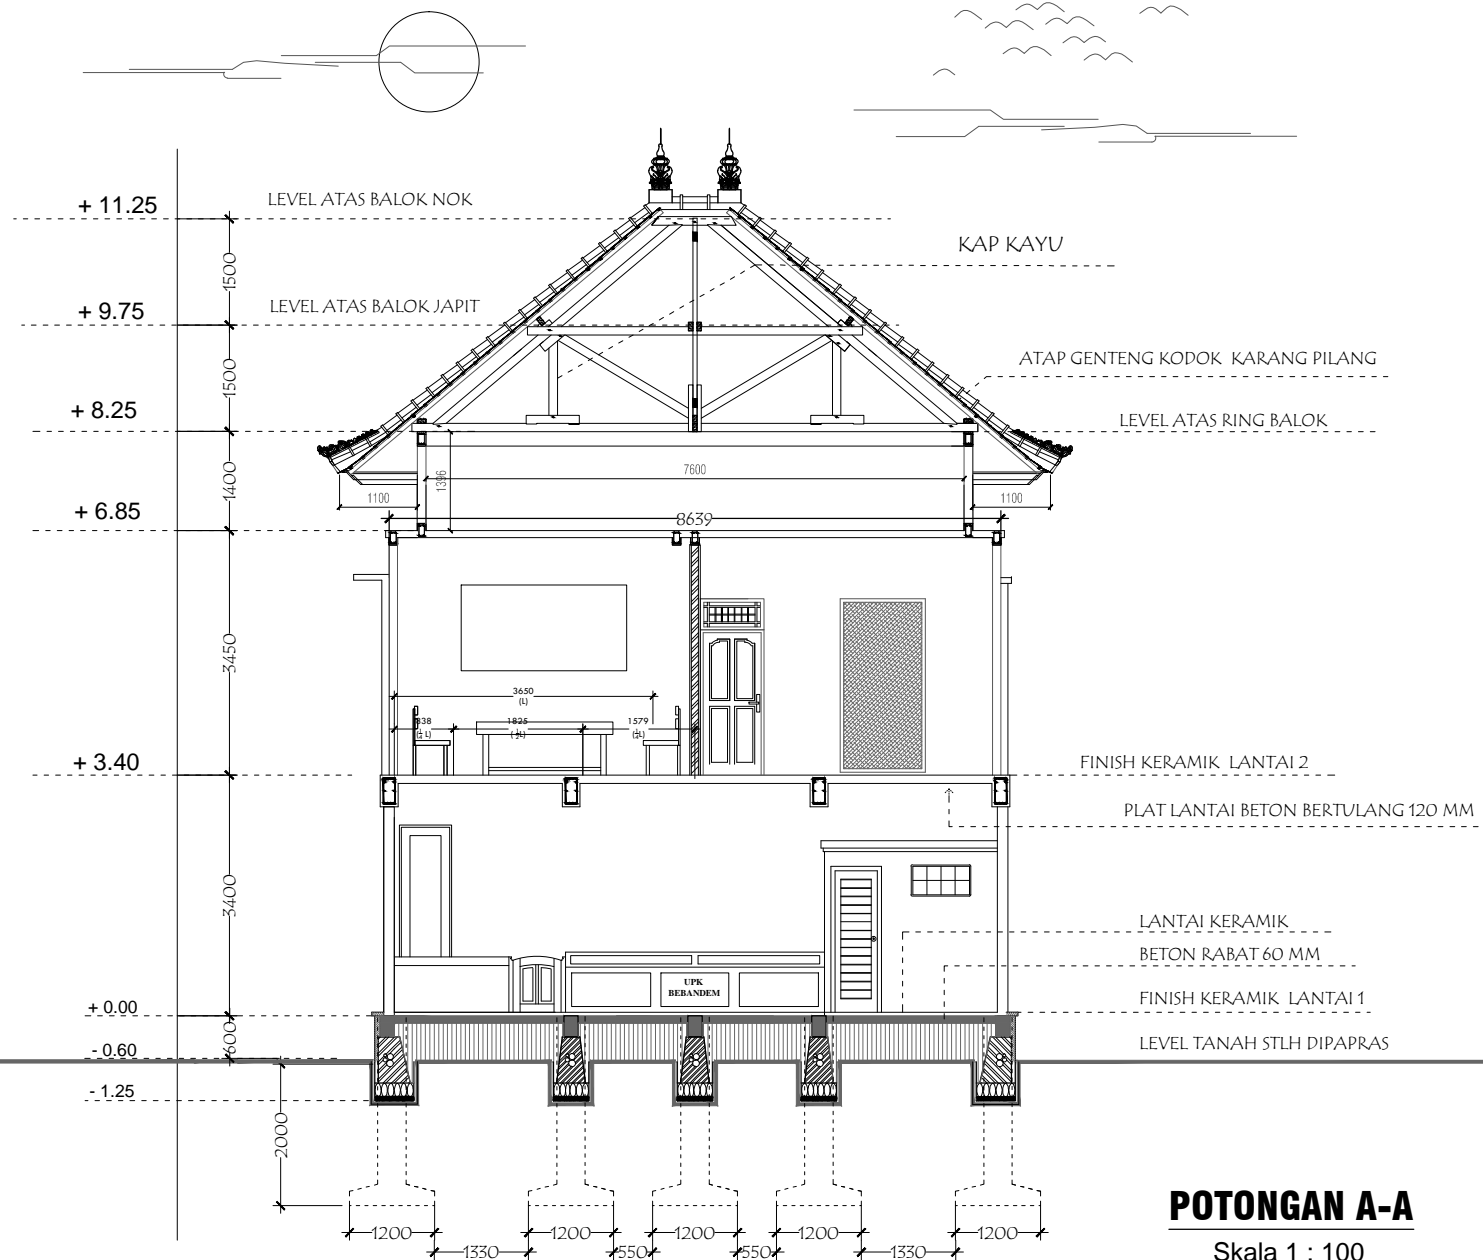 + 11.25
LEVEL ATAS BALOK NOK
KAP KAYU
1500
+ 9.75
LEVEL ATAS BALOK JAPIT
ATAP GENTENG KODOK KARANG PILANG
1500
+ 8.25
LEVEL ATAS RING BALOK
1400
1396
7600
1100
1100
+ 6.85
8639
3450
3650
(L)
838
1825
1579
+ 3.40
FINISH KERAMIK LANTAI 2
PLAT LANTAI BETON BERTULANG 120 MM
3400
LANTAI KERAMIK
BETON RABAT 60 MM
UPK
BEBANDEM
FINISH KERAMIK LANTAI 1
+ 0.00
600
LEVEL TANAH STLH DIPAPRAS
- 0.60
- 1.25
2000
1200
1200
1200
1200
1200
1330
550
550
1330
POTONGAN A-A
Skala 1 : 100